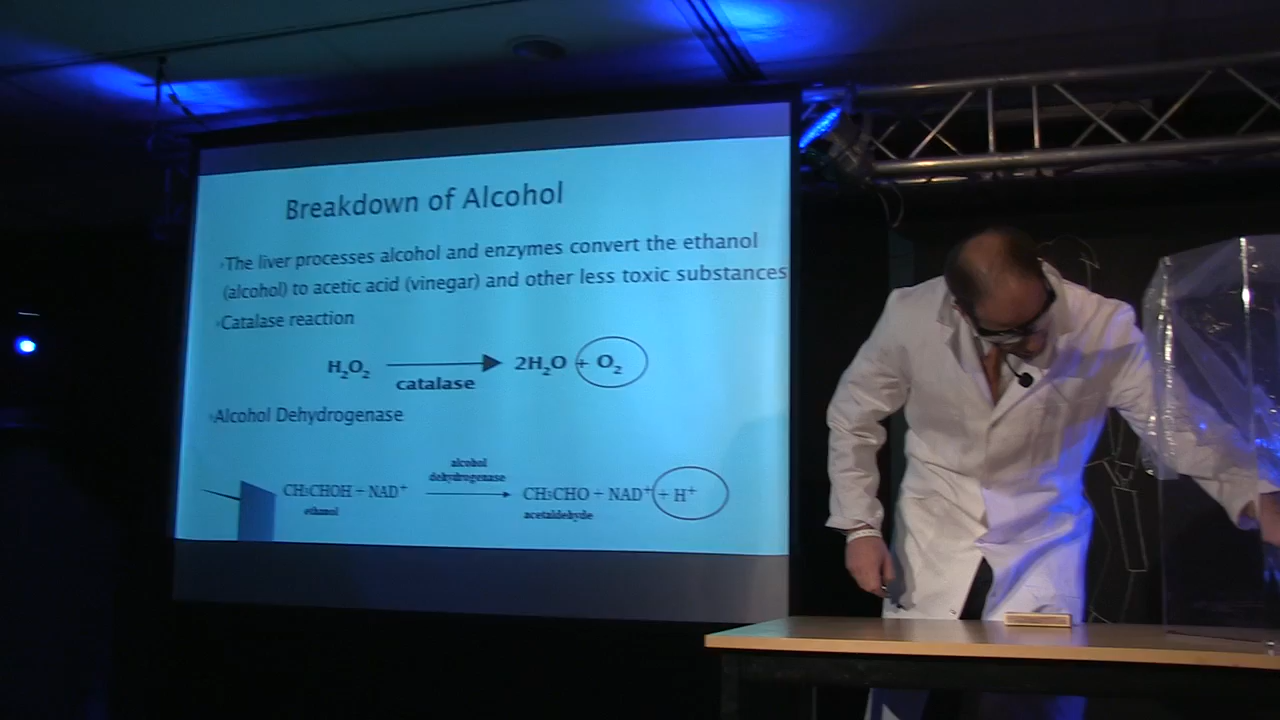 Breakdown of Alcohol
The liver processes alcohol and enzymes convert the ethanol
(alcohol) to acetic acid (vinegar) and other less toxic substances
Catalase reaction
H₂O₂ 2H₂O + O₂
catalase
Alcohol Dehydrogenase
alcohol
dehydrogenase
CH₃CHOH − NAD⁺ CH₃CHO + NAD⁺ + H⁺
ethanol acetaldehyde